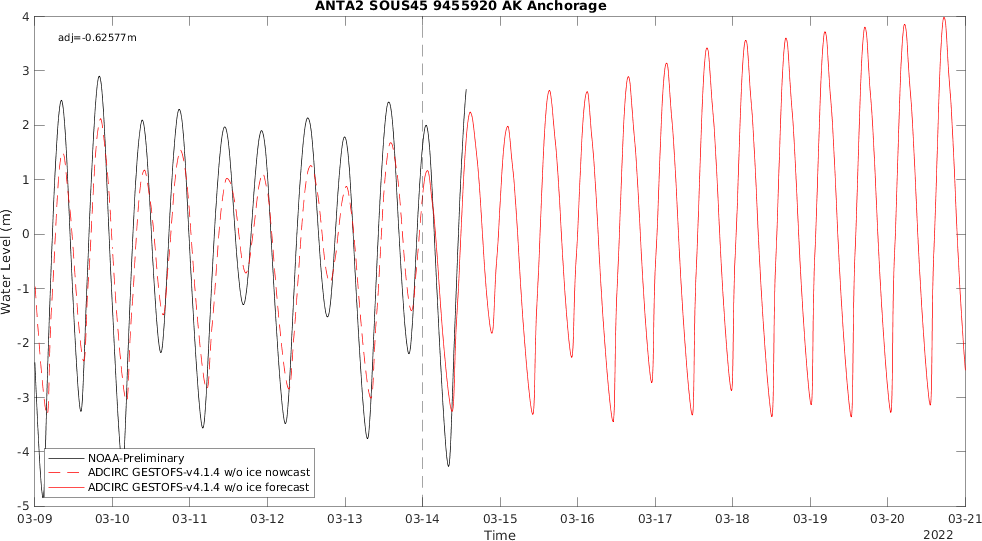 ANTA2 SOUS45 9455920 AK Anchorage
adj=-0.62577m
4
3
2
1
0
-1
-2
-3
-4
-5
Water Level (m)
NOAA-Preliminary
ADCIRC GESTOFS-v4.1.4 w/o ice nowcast
ADCIRC GESTOFS-v4.1.4 w/o ice forecast
03-09 03-10 03-11 03-12 03-13 03-14 03-15 03-16 03-17 03-18 03-19 03-20 03-21
Time
2022